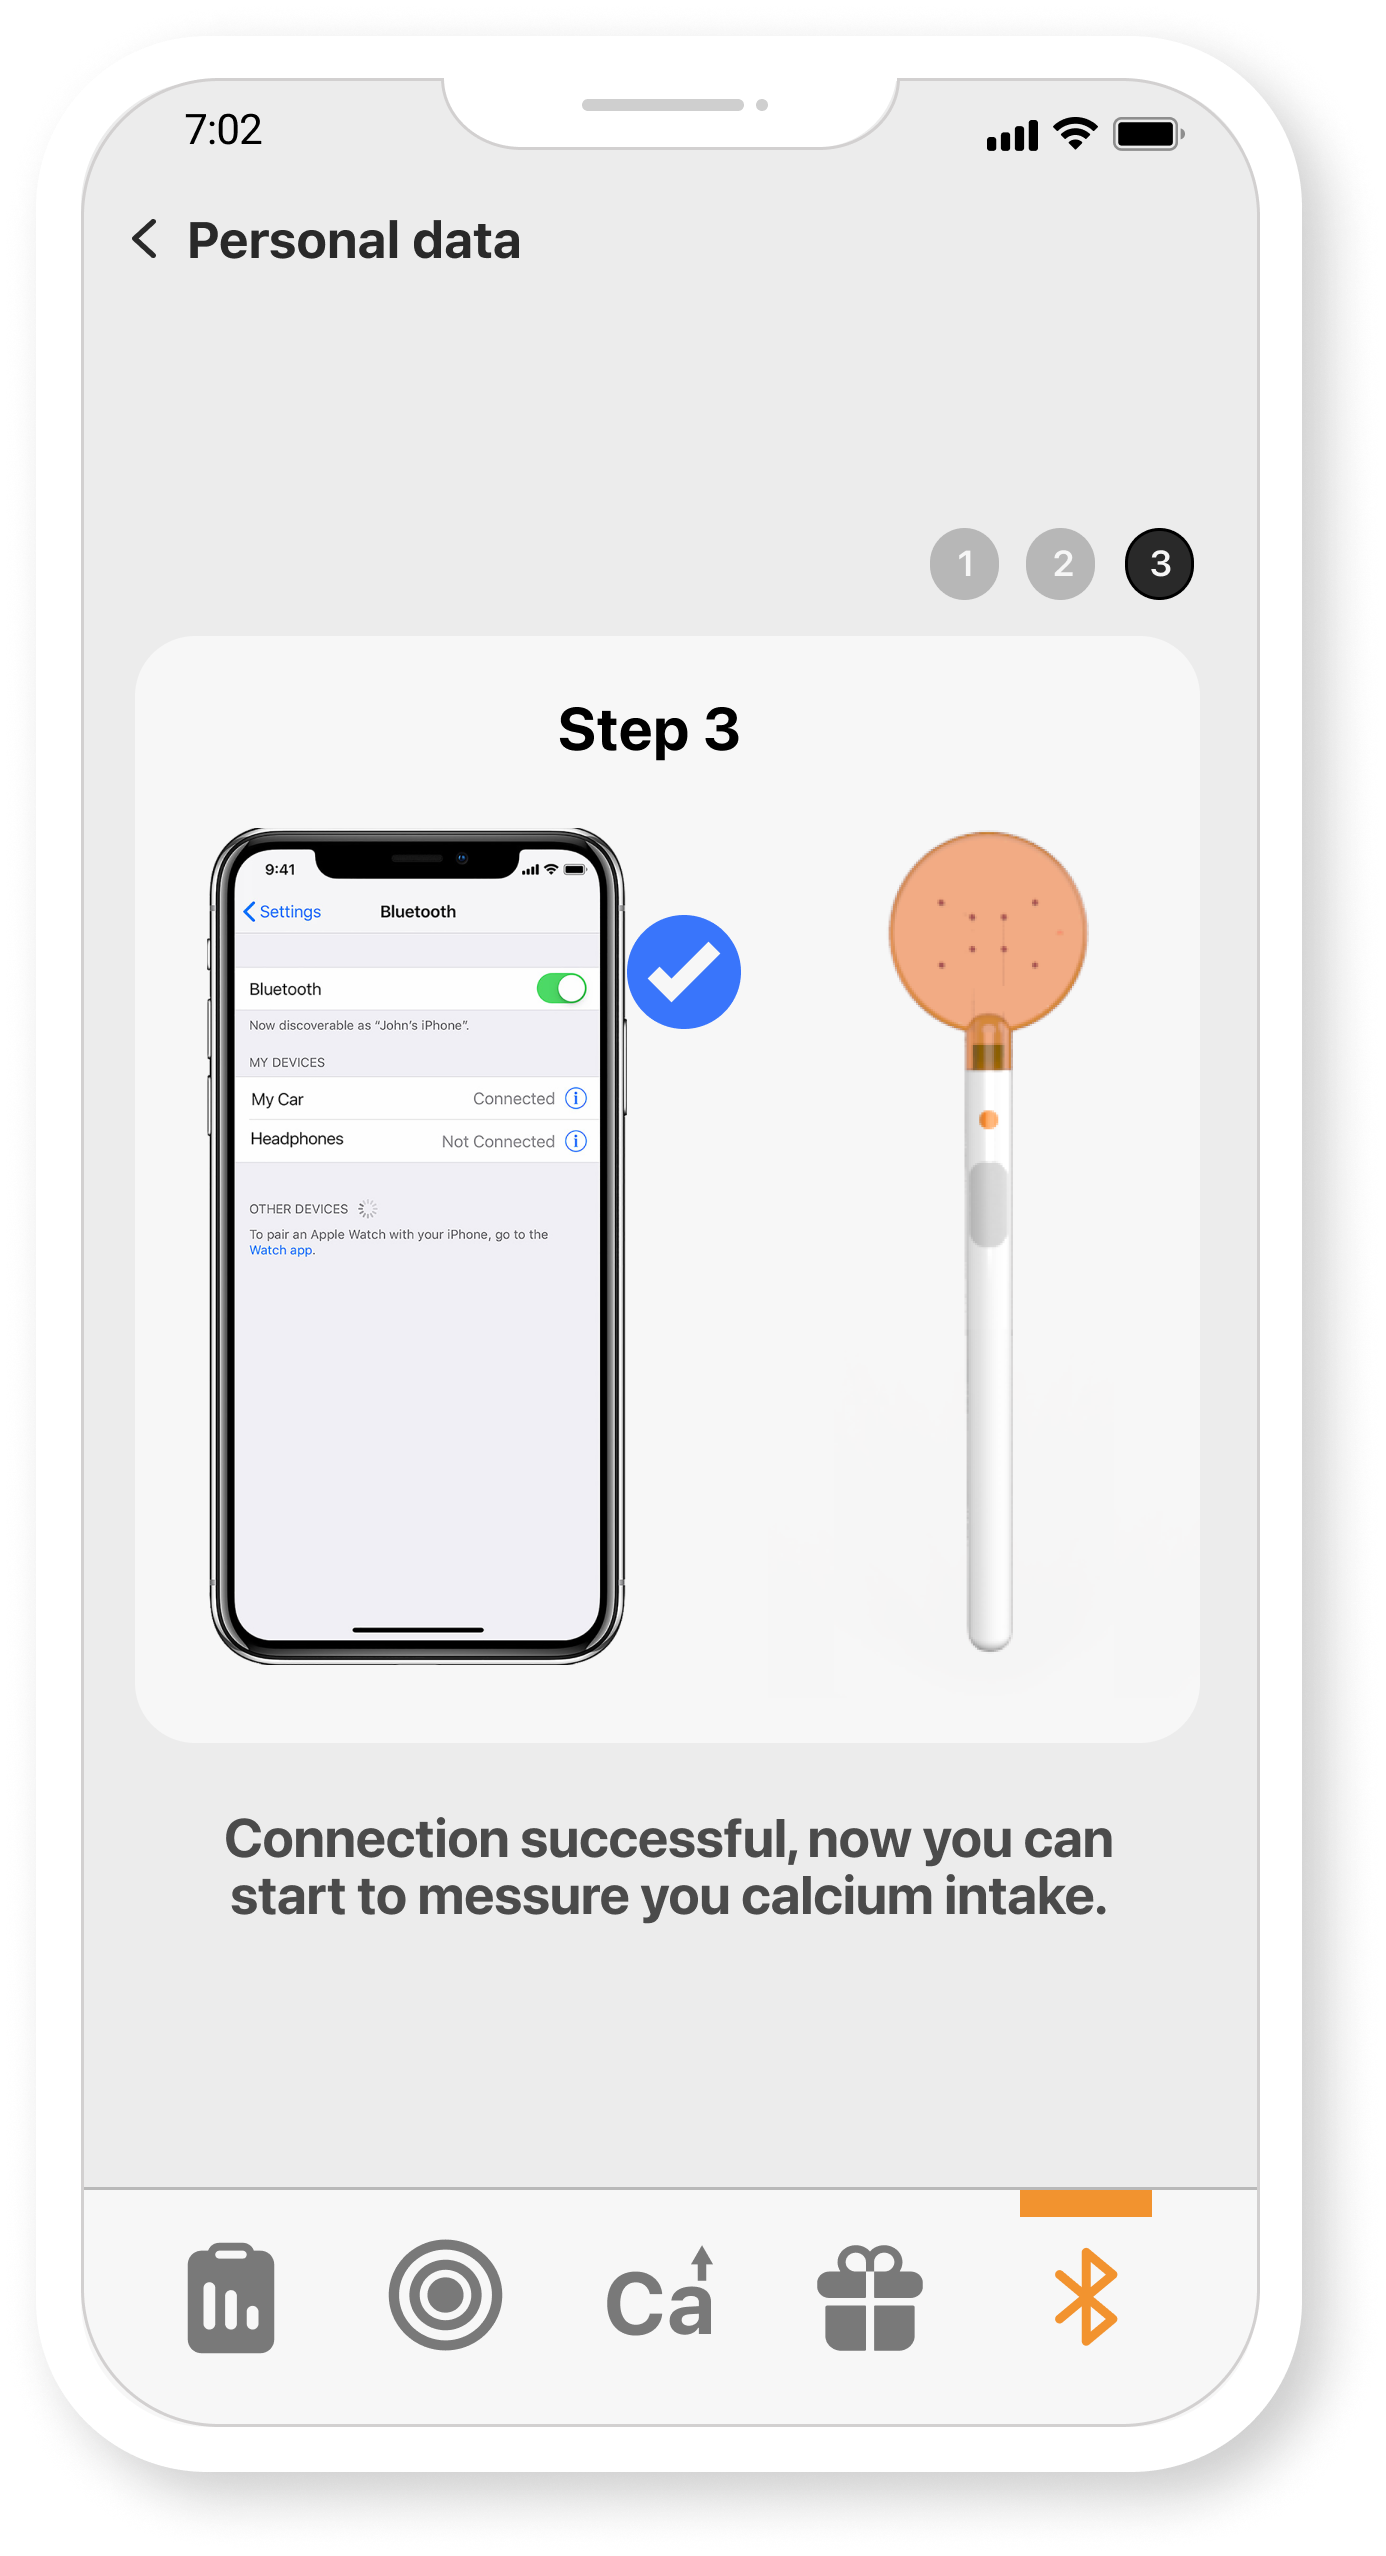 7:02
Personal data
1 2 3
Step 3
9:41
Settings Bluetooth
Bluetooth
Now discoverable as “John’s iPhone”.
MY DEVICES
My Car Connected
Headphones Not Connected
OTHER DEVICES
To pair an Apple Watch with your iPhone, go to the
Watch app.
Connection successful, now you can
start to messure you calcium intake.
Ca